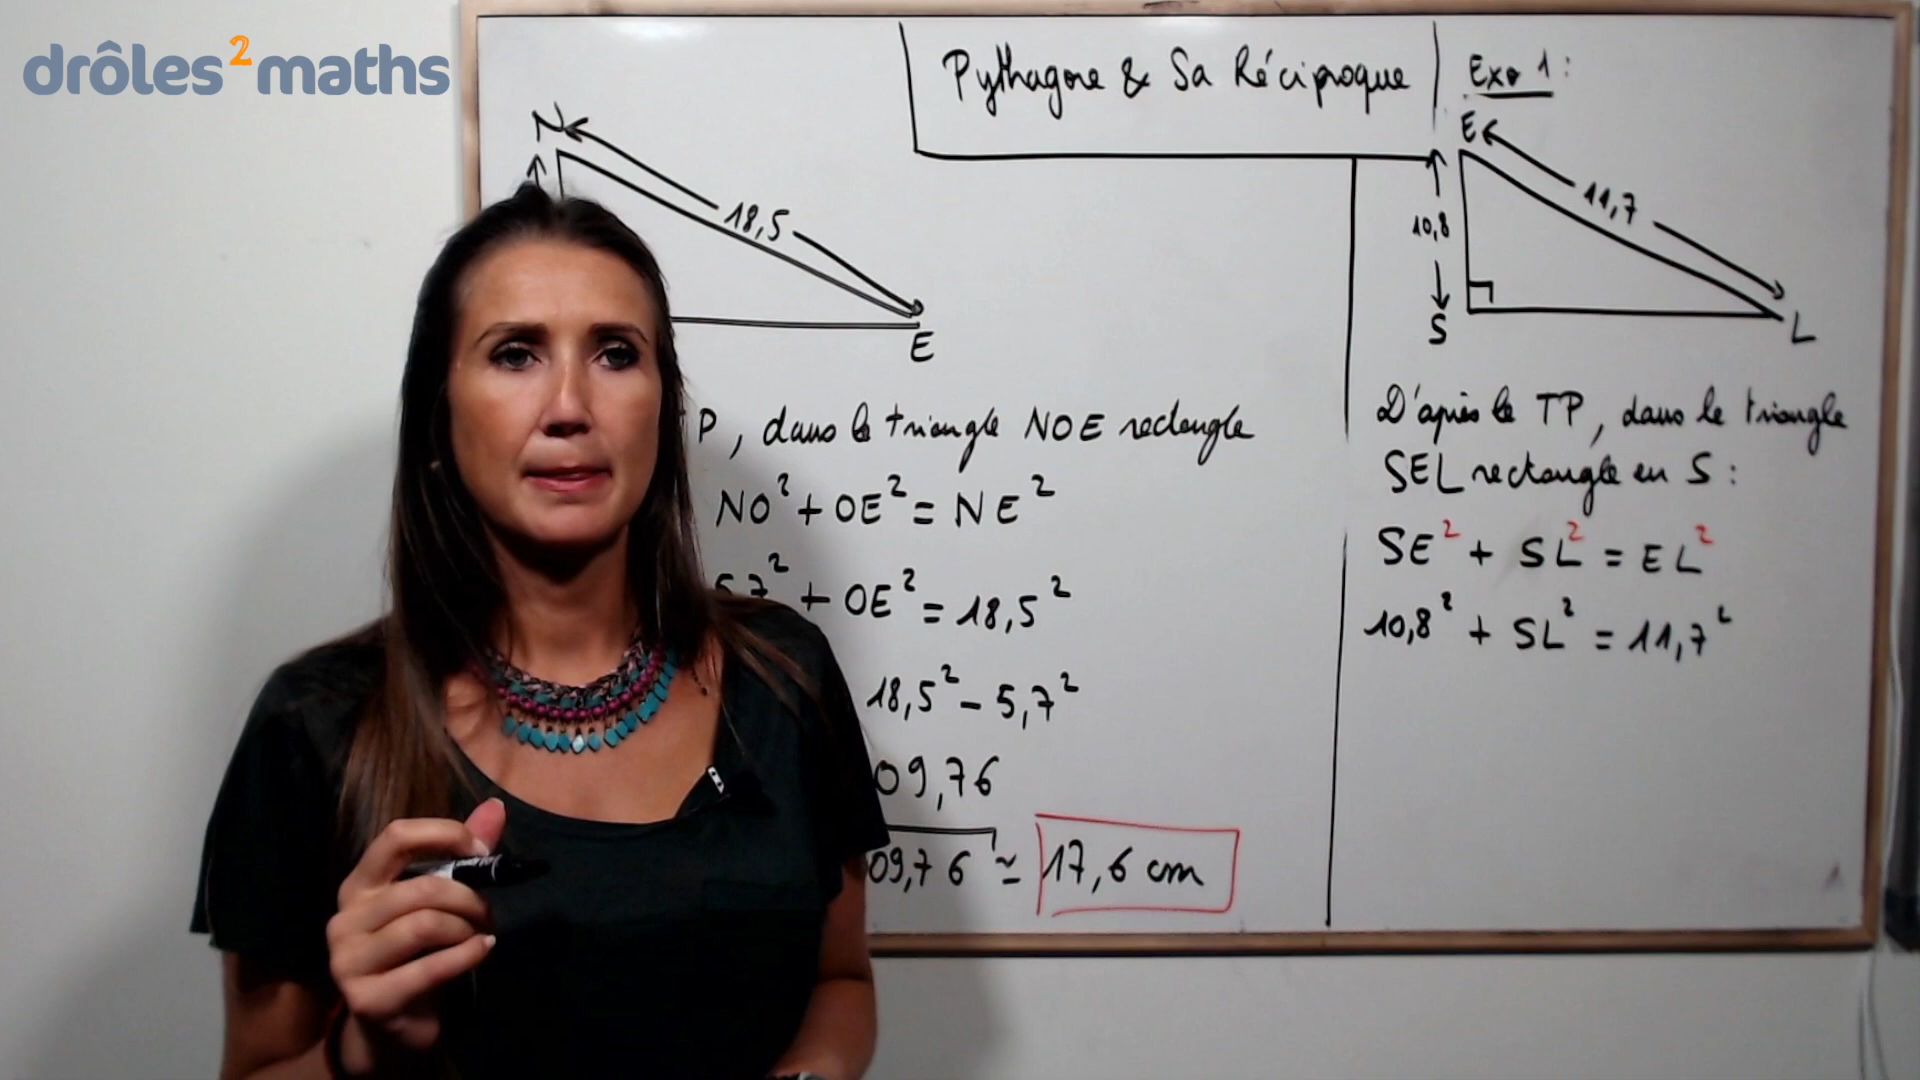 drôles²maths
Pythagore & Sa Réciproque
N
18,5
E
P, dans le triangle NOE rectangle
NO² + OE² = NE²
5,7² + OE² = 18,5²
18,5² - 5,7²
09,76
09,76 ≃ 17,6 cm
Exo 1 :
E
11,7
10,8
S
L
D'après le TP, dans le triangle
SEL rectangle en S :
SE² + SL² = EL²
10,8² + SL² = 11,7²